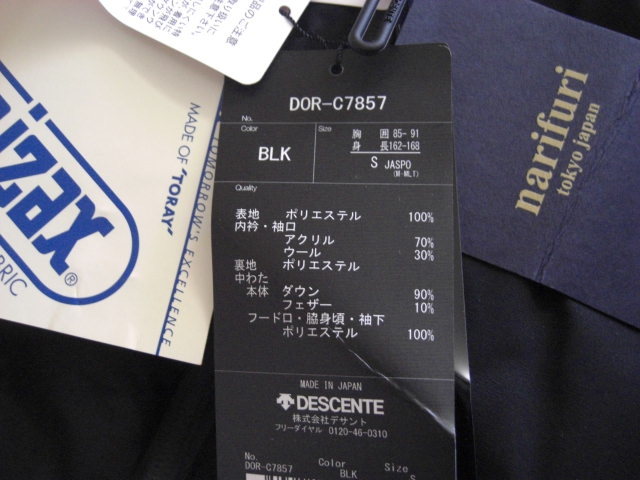 DOR-C7857
No.
Color
BLK
Size
胸 囲 85- 91
身 長 162-168
S JASPO
(M-MLT)
Quality
表地 ポリエステル 100%
内衿・袖口
アクリル 70%
ウール 30%
裏地 ポリエステル
中わた
本体 ダウン 90%
フェザー 10%
フードロ・脇身頃・袖下
ポリエステル 100%
MADE IN JAPAN
DESCENTE
株式会社デサント
フリーダイヤル 0120-46-0310
No.
DOR-C7857
Color
BLK
Size
S
narifuri
tokyo japan
MADE OF "TORAY"
TOMORROW'S EXCELLENCE
izax®